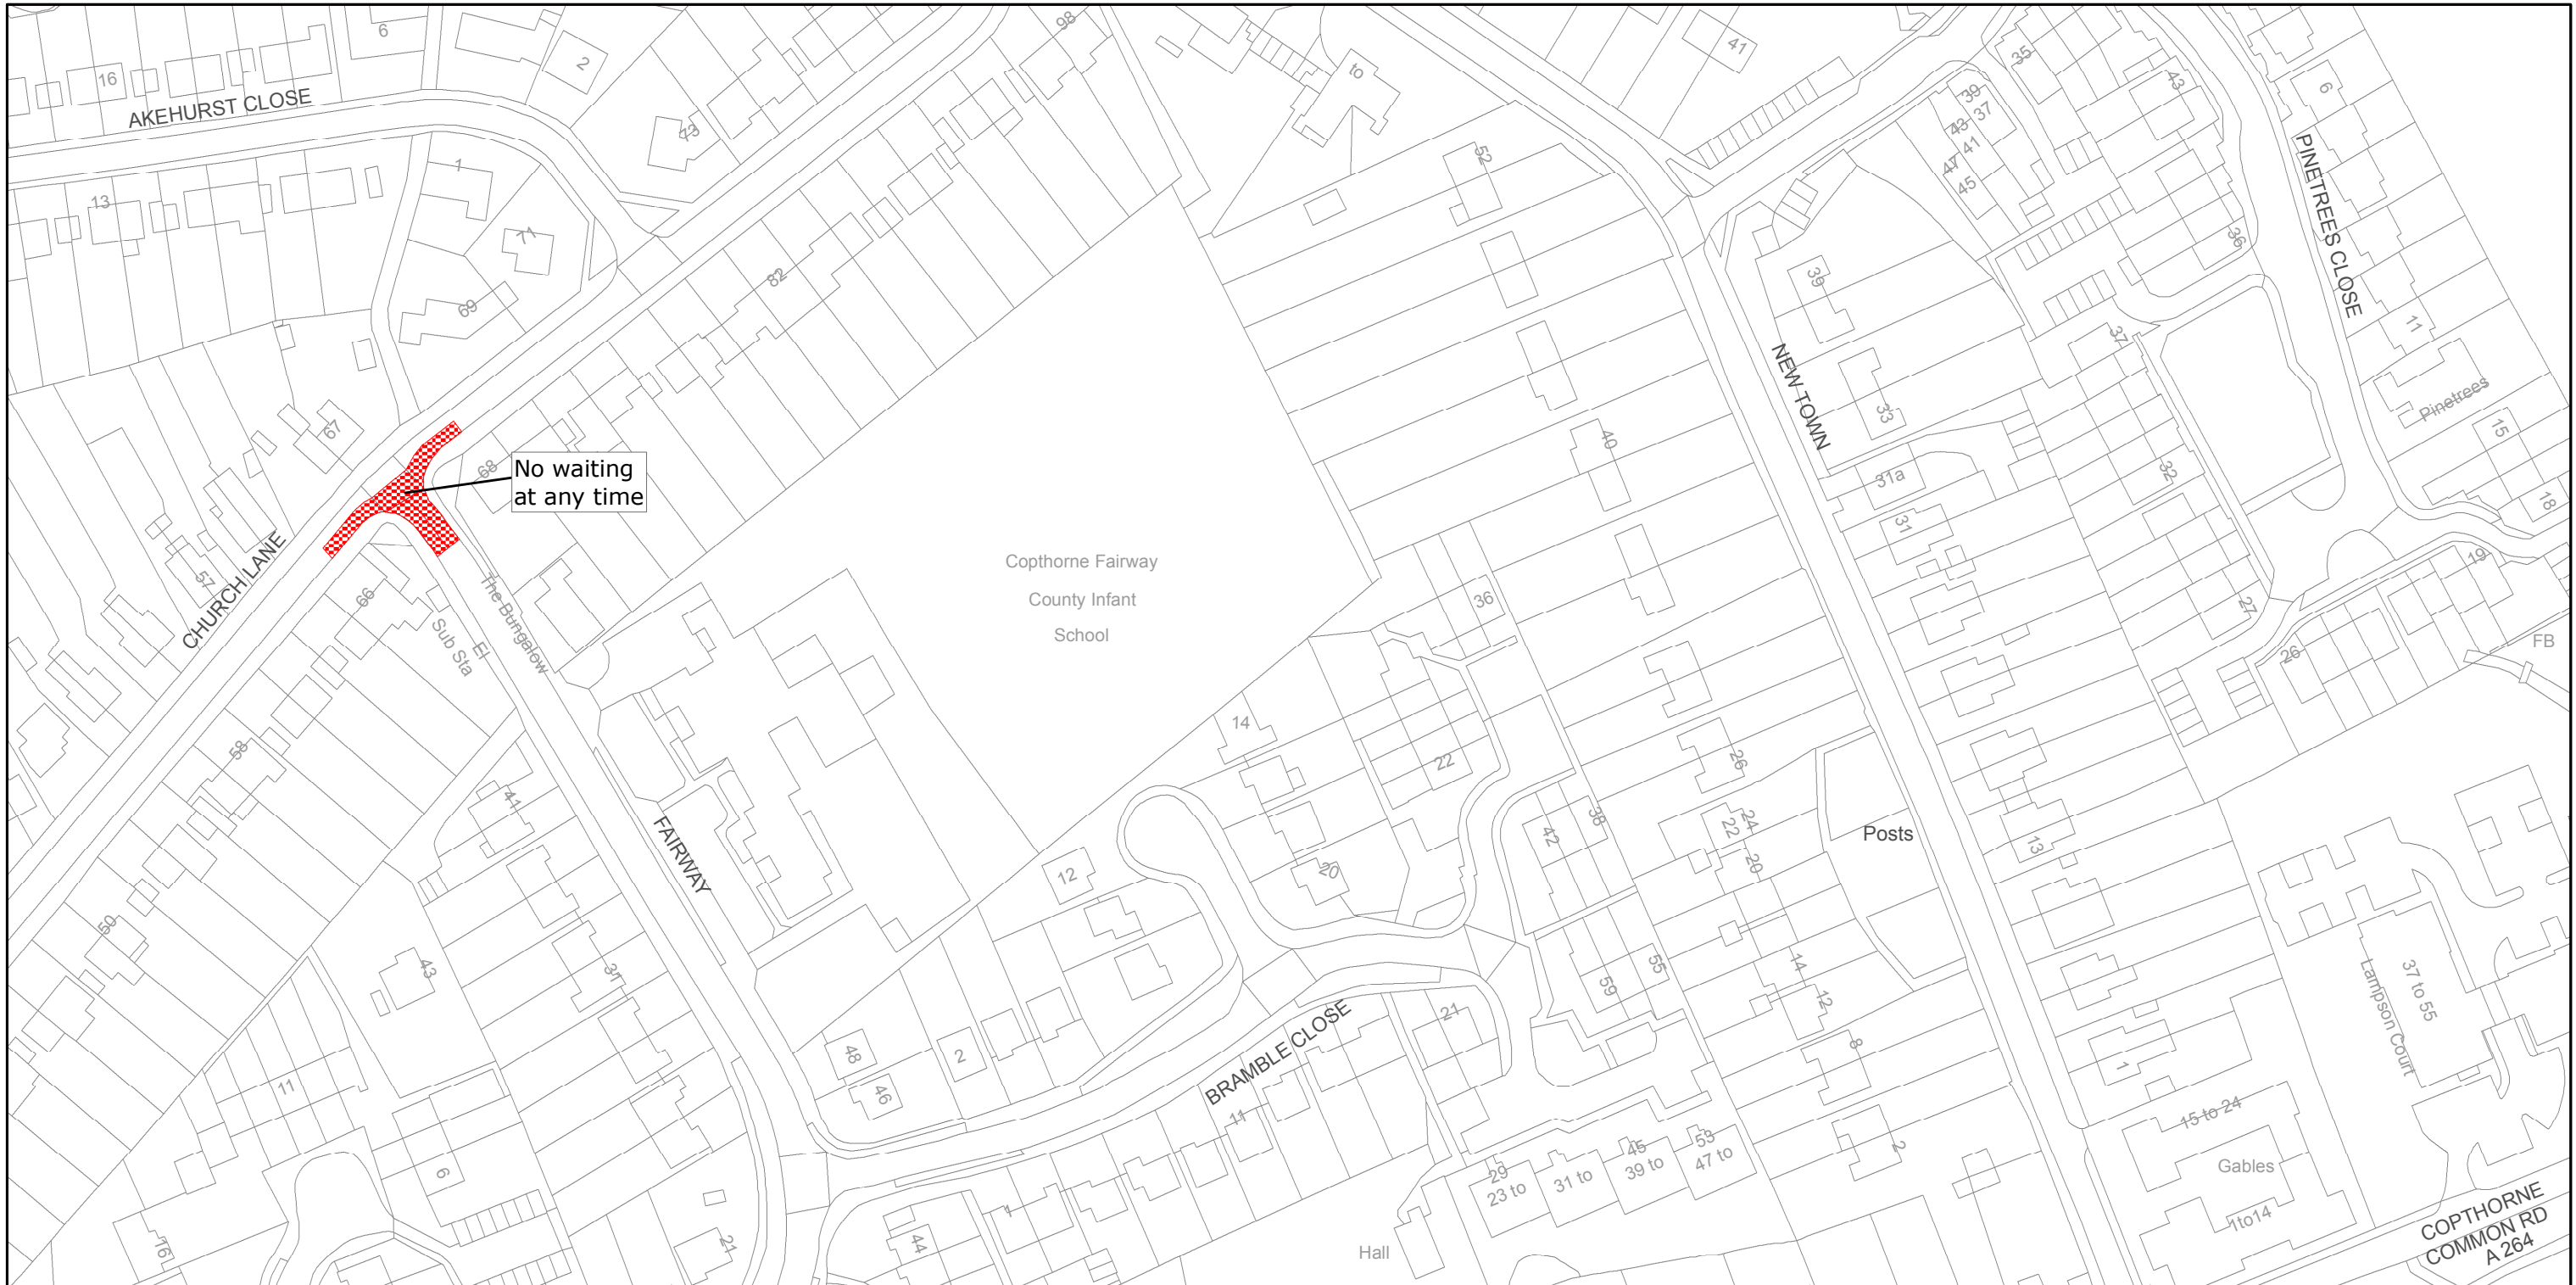 6
98
2
41
to
35
16
AKEHURST CLOSE
43
6
39
37
43
41
47
45
73
52
PINETREES CLOSE
1
13
71
36
82
39
69
11
37
NEW TOWN
Pinetrees
33
15
67
40
68
No waiting
at any time
31a
32
18
31
CHURCH LANE
57
Copthorne Fairway
County Infant
School
19
66
The Bungalow
El
Sub Sta
36
27
FB
26
58
14
22
26
41
FAIRWAY
42
38
24
22
Posts
13
20
12
20
50
43
31
59
55
14
12
Lampson Court
37 to 55
48
46
2
BRAMBLE CLOSE
21
8
1
11
11
15 to 24
6
29
23 to
31 to
45
39 to
53
47 to
2
Gables
1
16
21
44
Hall
1to14
COPTHORNE
COMMON RD
A 264